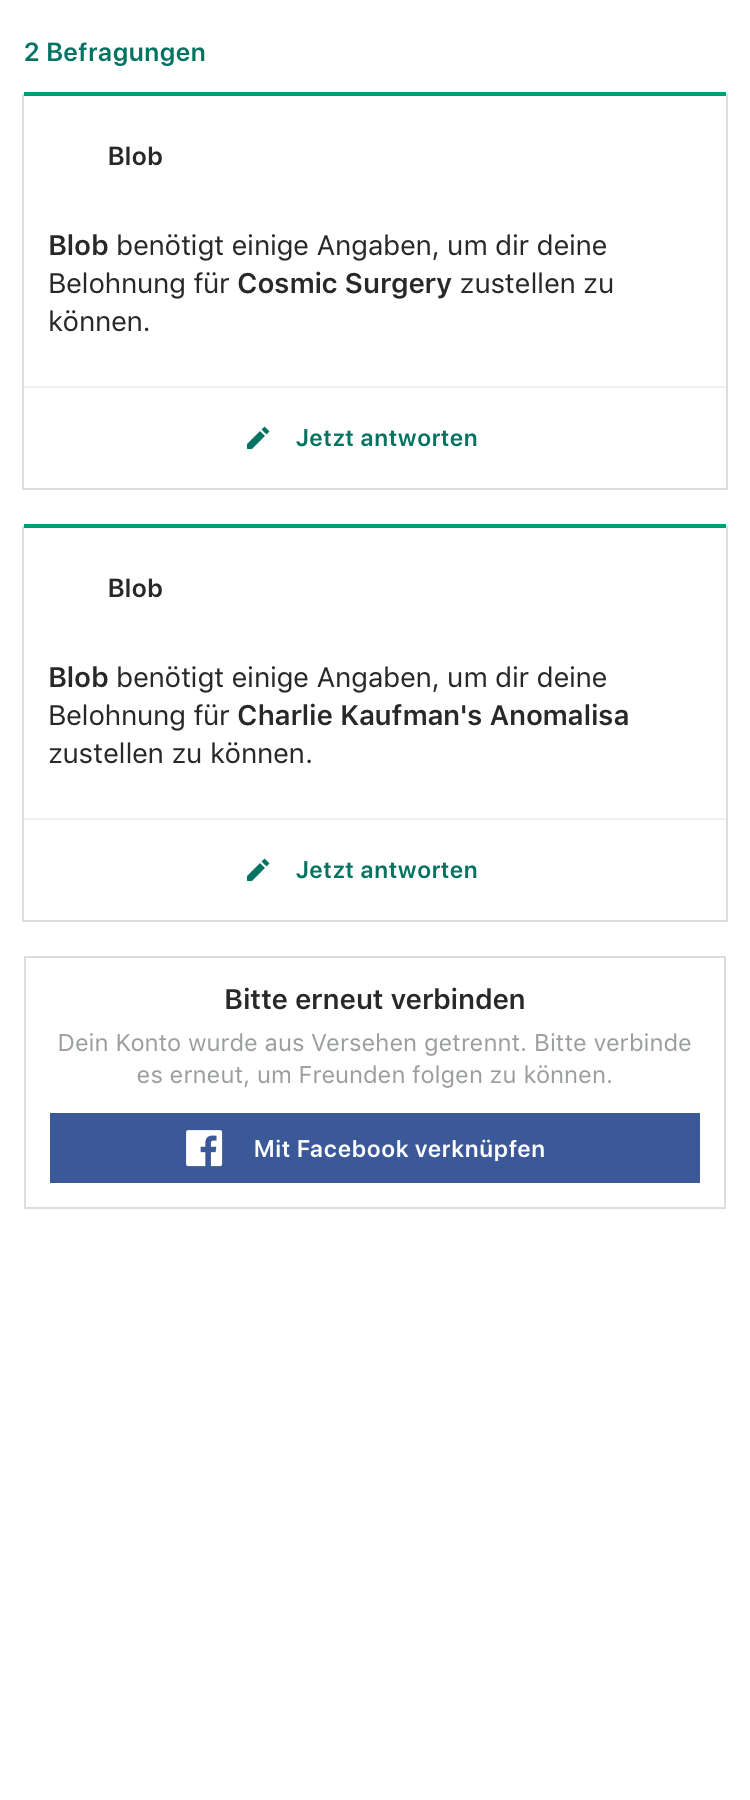 2 Befragungen
Blob
Blob benötigt einige Angaben, um dir deine
Belohnung für Cosmic Surgery zustellen zu
können.
Jetzt antworten
Blob
Blob benötigt einige Angaben, um dir deine
Belohnung für Charlie Kaufman's Anomalisa
zustellen zu können.
Jetzt antworten
Bitte erneut verbinden
Dein Konto wurde aus Versehen getrennt. Bitte verbinde
es erneut, um Freunden folgen zu können.
Mit Facebook verknüpfen